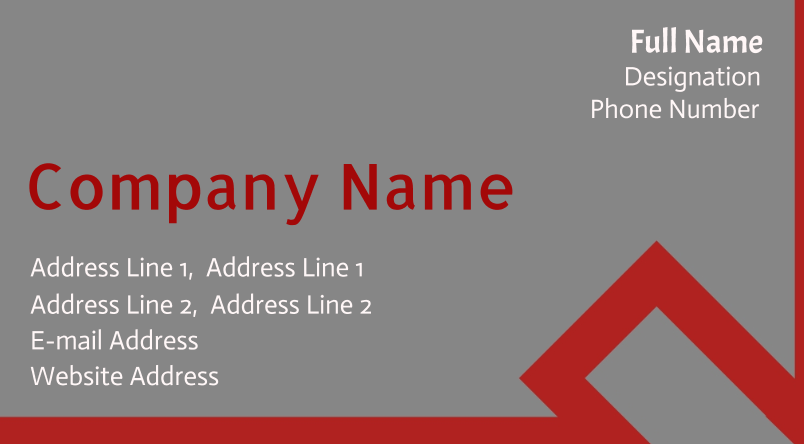 Full Name
Designation
Phone Number
Company Name
Address Line 1,  Address Line 1
Address Line 2,  Address Line 2
E-mail Address
Website Address